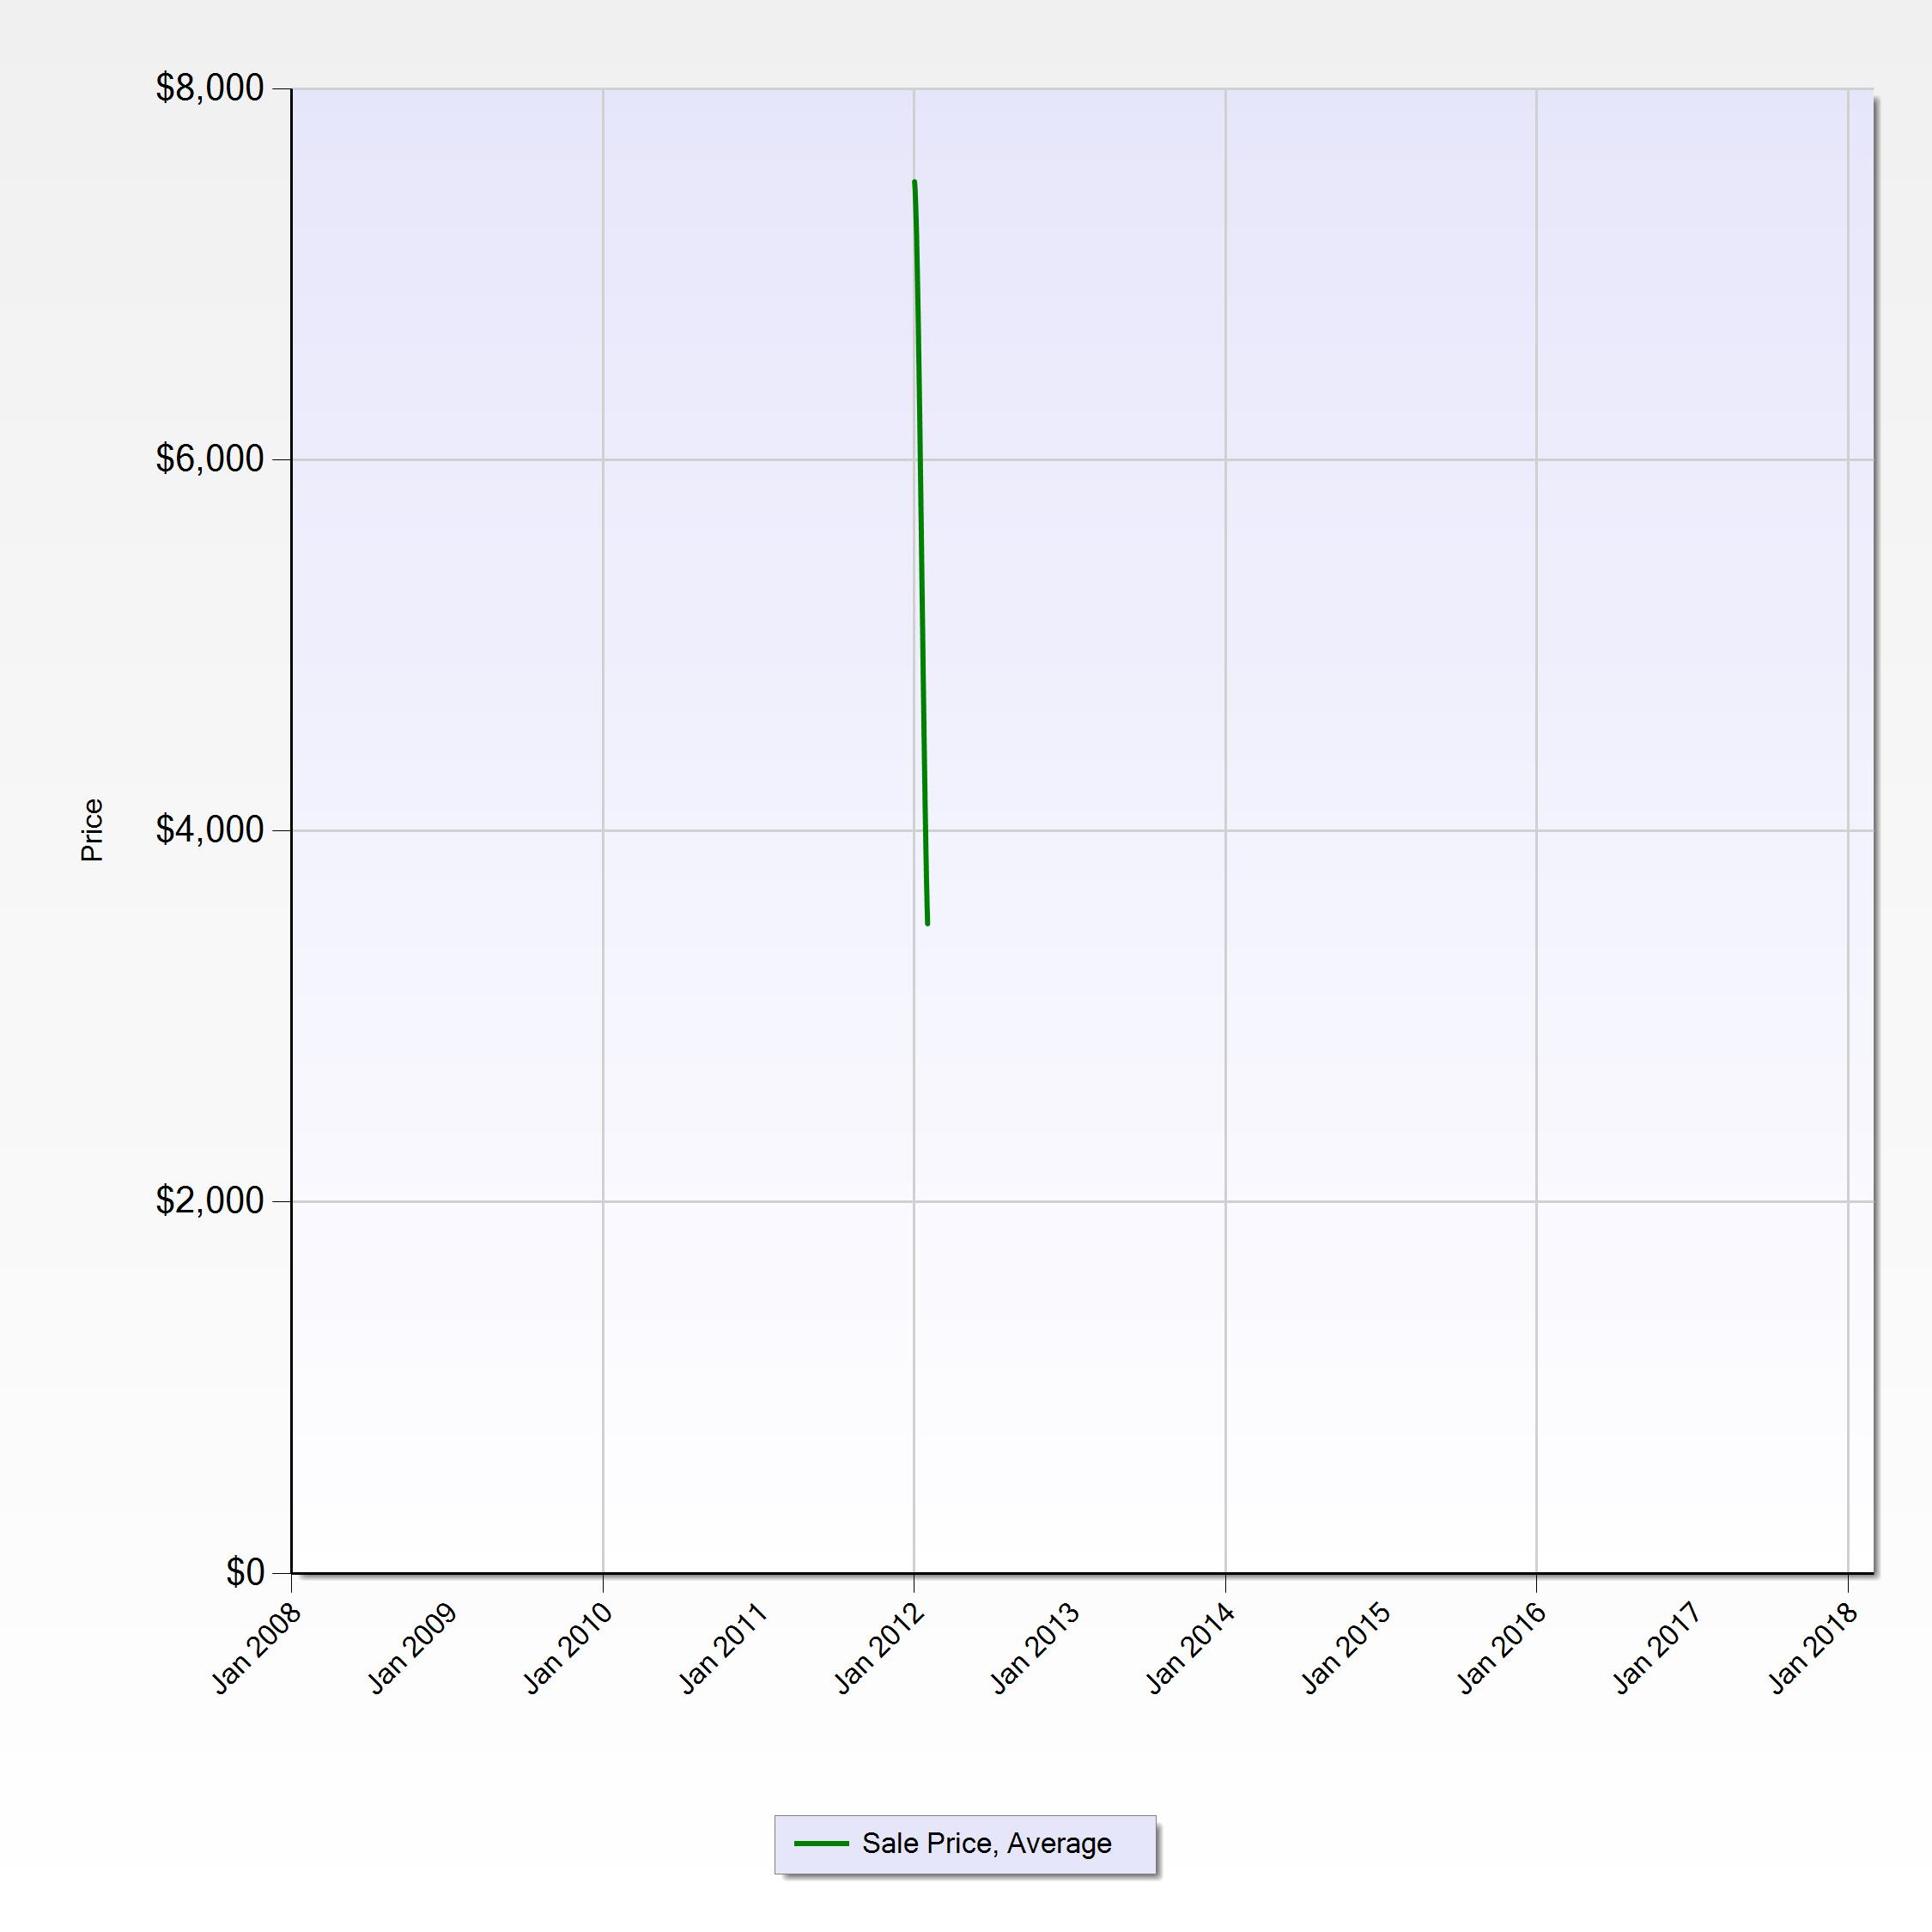 $8,000
$6,000
$4,000
$2,000
$0
Price
Jan 2008
Jan 2009
Jan 2010
Jan 2011
Jan 2012
Jan 2013
Jan 2014
Jan 2015
Jan 2016
Jan 2017
Jan 2018
Sale Price, Average